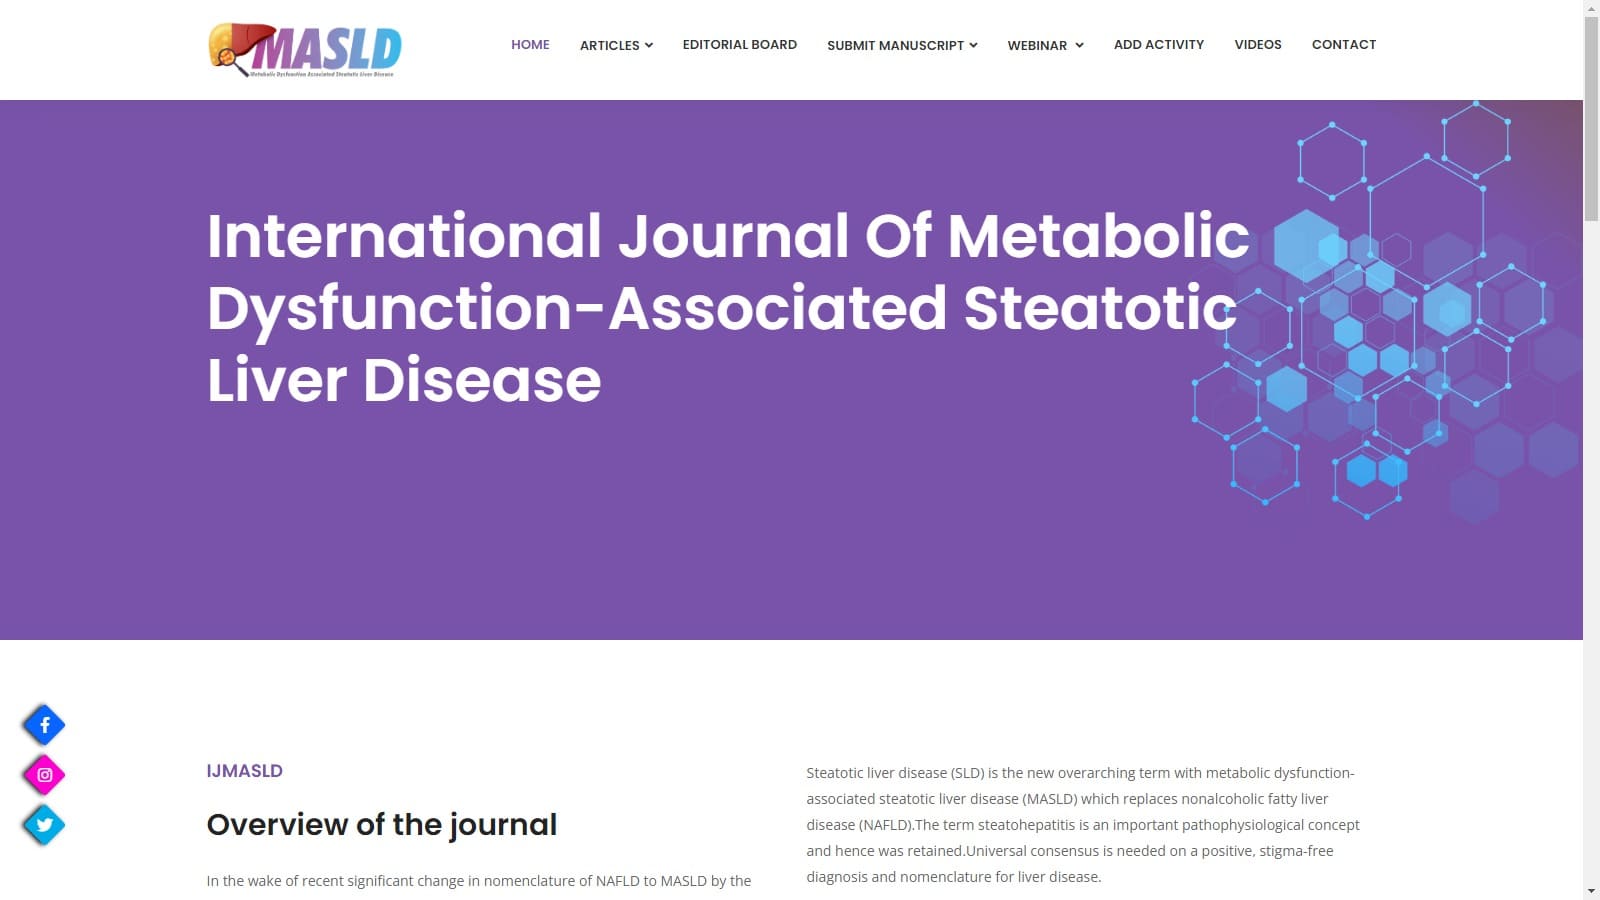 MASLD
Metabolic Dysfunction Associated Steatotic Liver Disease
HOME
ARTICLES
EDITORIAL BOARD
SUBMIT MANUSCRIPT
WEBINAR
ADD ACTIVITY
VIDEOS
CONTACT
International Journal Of Metabolic
Dysfunction-Associated Steatotic
Liver Disease
IJMASLD
Overview of the journal
In the wake of recent significant change in nomenclature of NAFLD to MASLD by the
Steatotic liver disease (SLD) is the new overarching term with metabolic dysfunction-
associated steatotic liver disease (MASLD) which replaces nonalcoholic fatty liver
disease (NAFLD).The term steatohepatitis is an important pathophysiological concept
and hence was retained.Universal consensus is needed on a positive, stigma-free
diagnosis and nomenclature for liver disease.